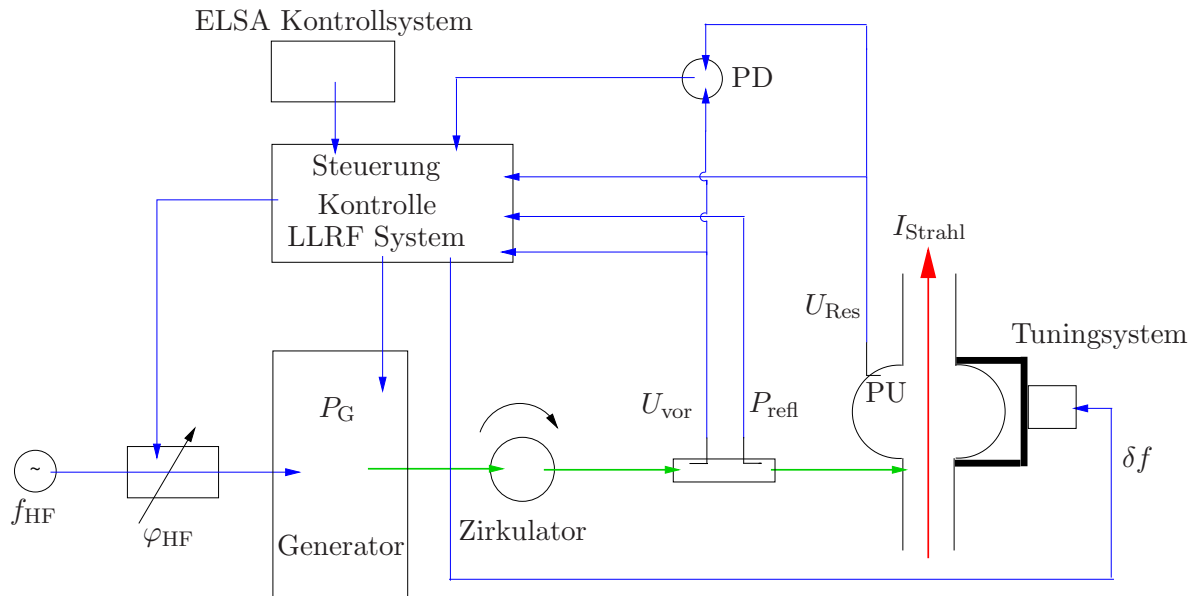 ELSA Kontrollsystem
PD
Steuerung
Kontrolle
LLRF System
I_Strahl
U_Res
Tuningsystem
PU
P_G
U_vor
P_refl
δf
~
f_HF
φ_HF
Generator
Zirkulator